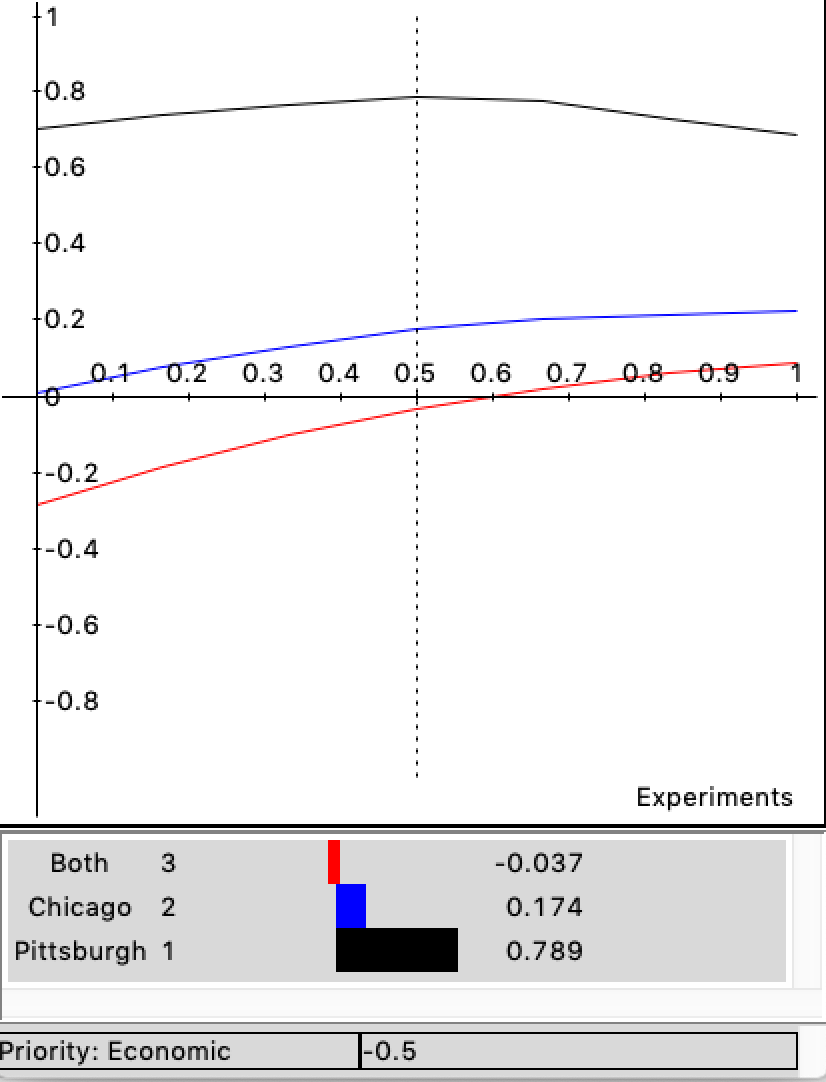 1
0.8
0.6
0.4
0.2
0.1 0.2 0.3 0.4 0.5 0.6 0.7 0.8 0.9 1
0
-0.2
-0.4
-0.6
-0.8
Experiments
Both 3 -0.037
Chicago 2 0.174
Pittsburgh 1 0.789
Priority: Economic -0.5